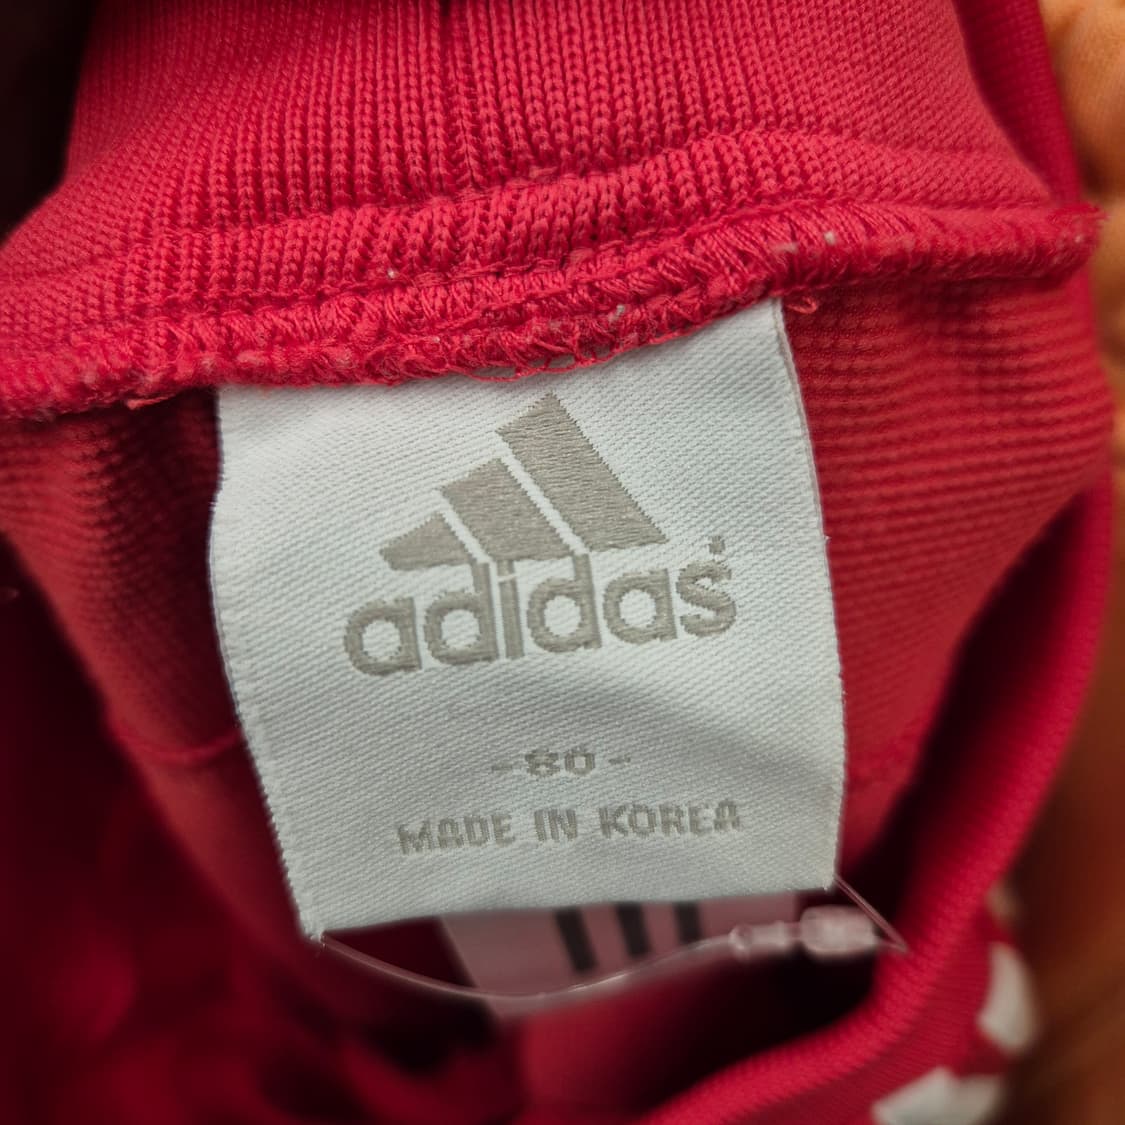 adidas
-80-
MADE IN KOREA